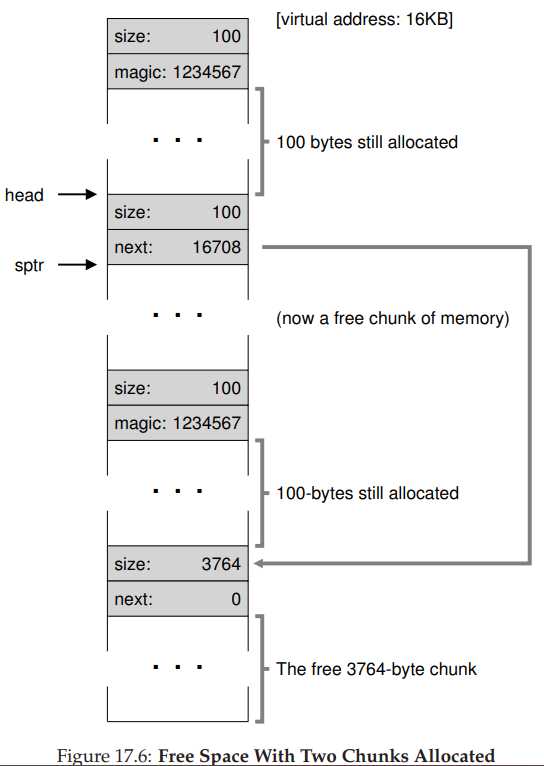 [virtual address: 16KB]
size: 100
magic: 1234567
. . .
100 bytes still allocated
head
size: 100
next: 16708
sptr
. . .
(now a free chunk of memory)
size: 100
magic: 1234567
. . .
100-bytes still allocated
size: 3764
next: 0
. . .
The free 3764-byte chunk
Figure 17.6: Free Space With Two Chunks Allocated